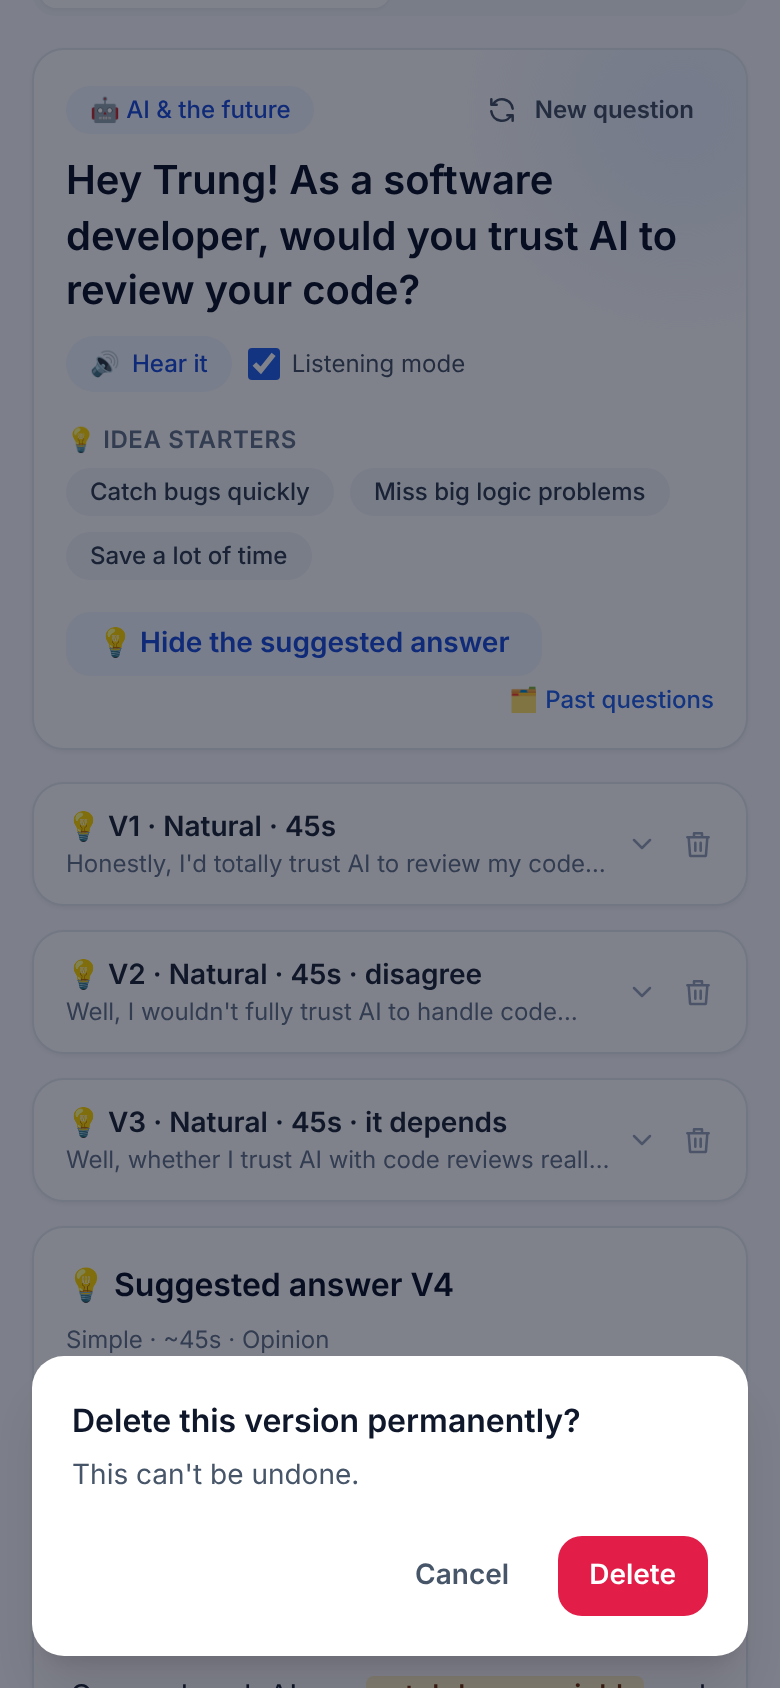 AI & the future
New question
Hey Trung! As a software
developer, would you trust AI to
review your code?
Hear it
Listening mode
IDEA STARTERS
Catch bugs quickly
Miss big logic problems
Save a lot of time
Hide the suggested answer
Past questions
V1 · Natural · 45s
Honestly, I'd totally trust AI to review my code...
V2 · Natural · 45s · disagree
Well, I wouldn't fully trust AI to handle code...
V3 · Natural · 45s · it depends
Well, whether I trust AI with code reviews reall...
Suggested answer V4
Simple · ~45s · Opinion
Delete this version permanently?
This can't be undone.
Cancel
Delete